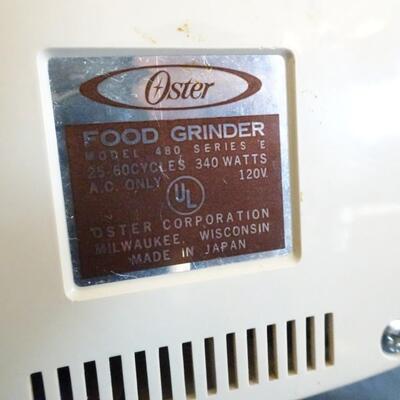 Oster
FOOD GRINDER
MODEL 480 SERIES E
25-60CYCLES 340 WATTS
A.C. ONLY 120V.
UL
OSTER CORPORATION
MILWAUKEE, WISCONSIN
MADE IN JAPAN